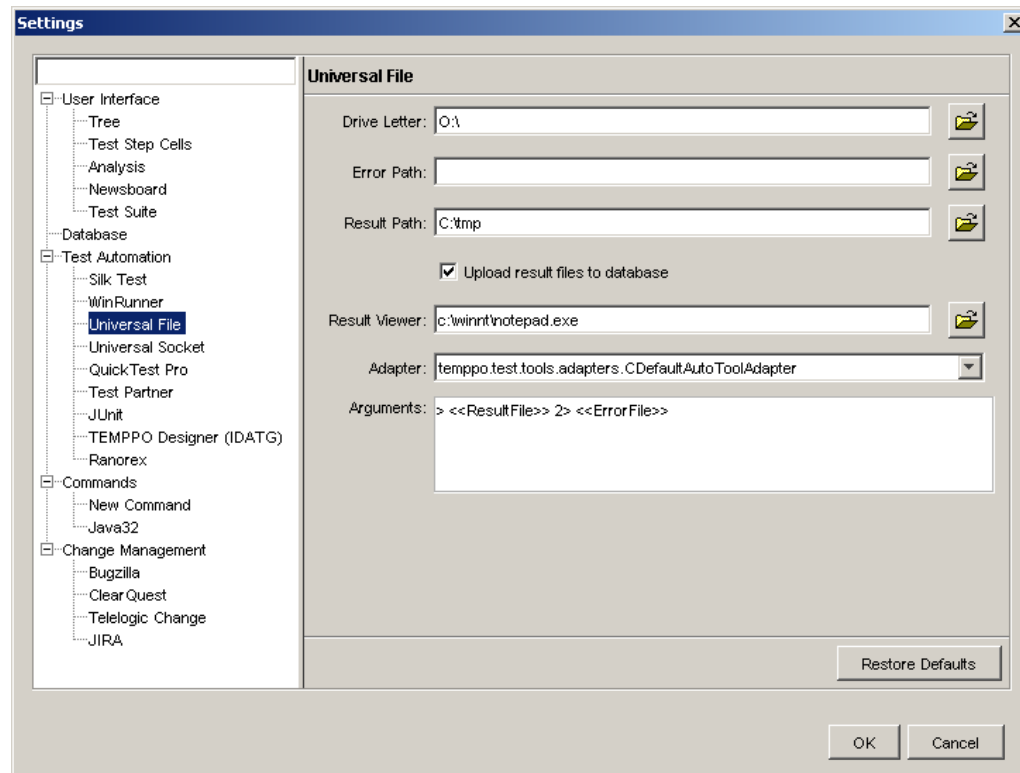 Settings
User Interface
Tree
Test Step Cells
Analysis
Newsboard
Test Suite
Database
Test Automation
Silk Test
WinRunner
Universal File
Universal Socket
QuickTest Pro
Test Partner
JUnit
TEMPPO Designer (IDATG)
Ranorex
Commands
New Command
Java32
Change Management
Bugzilla
ClearQuest
Telelogic Change
JIRA
Universal File
Drive Letter: O:\
Error Path:
Result Path: C:\tmp
Upload result files to database
Result Viewer: c:\winnt\notepad.exe
Adapter: temppo.test.tools.adapters.CDefaultAutoToolAdapter
Arguments: > <<ResultFile>> 2> <<ErrorFile>>
Restore Defaults
OK Cancel